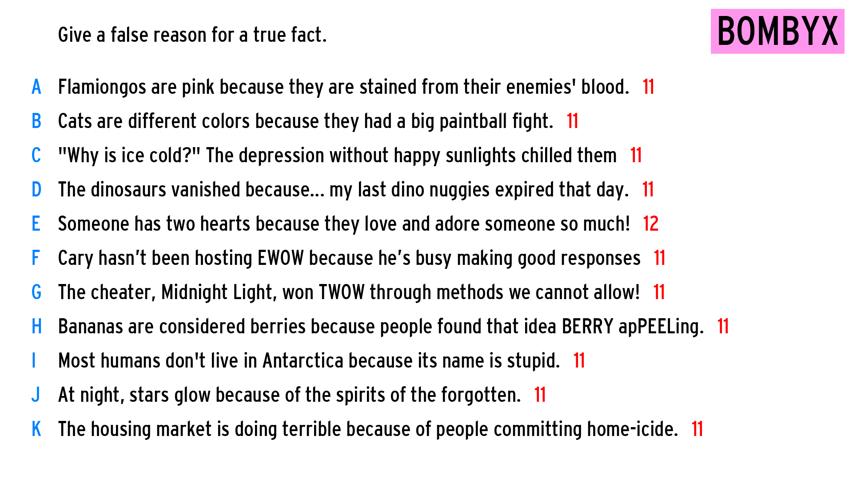 Give a false reason for a true fact.
BOMBYX
A Flamiongos are pink because they are stained from their enemies' blood. 11
B Cats are different colors because they had a big paintball fight. 11
C "Why is ice cold?" The depression without happy sunlights chilled them 11
D The dinosaurs vanished because... my last dino nuggies expired that day. 11
E Someone has two hearts because they love and adore someone so much! 12
F Cary hasn't been hosting EWOW because he's busy making good responses 11
G The cheater, Midnight Light, won TWOW through methods we cannot allow! 11
H Bananas are considered berries because people found that idea BERRY apPEELing. 11
I Most humans don't live in Antarctica because its name is stupid. 11
J At night, stars glow because of the spirits of the forgotten. 11
K The housing market is doing terrible because of people committing home-icide. 11